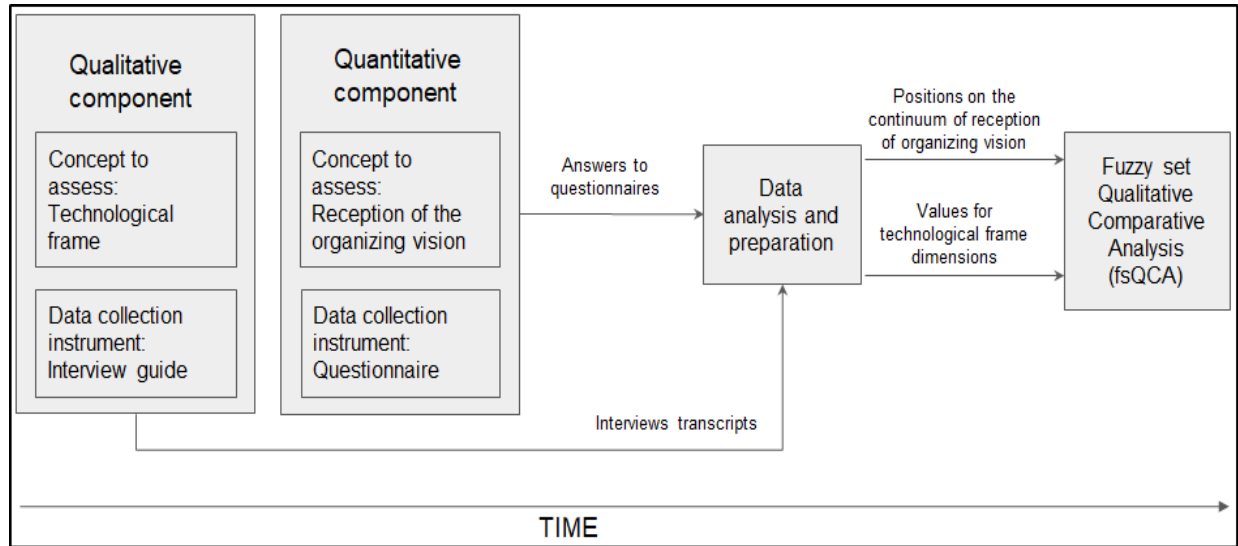 Qualitative
component
Concept to
assess:
Technological
frame
Data collection
instrument:
Interview guide
Quantitative
component
Concept to
assess:
Reception of the
organizing vision
Data collection
instrument:
Questionnaire
Answers to
questionnaires
Interviews transcripts
Data
analysis and
preparation
Positions on the
continuum of reception
of organizing vision
Values for
technological frame
dimensions
Fuzzy set
Qualitative
Comparative
Analysis
(fsQCA)
TIME